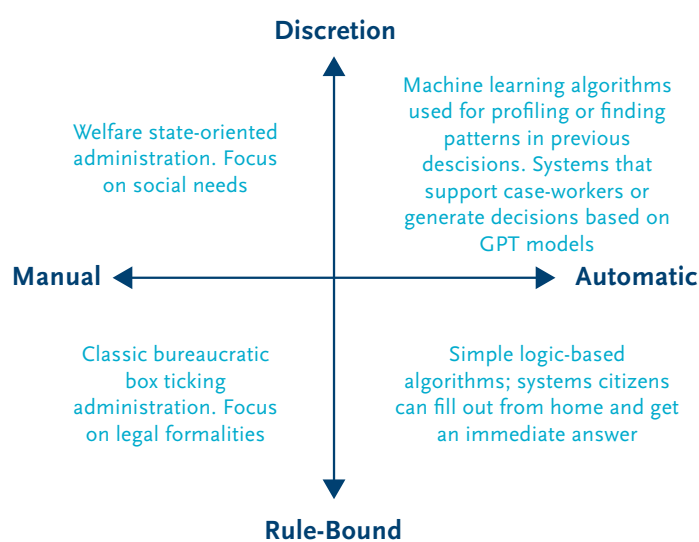 Discretion
Welfare state-oriented
administration. Focus
on social needs
Machine learning algorithms
used for profiling or finding
patterns in previous
descisions. Systems that
support case-workers or
generate decisions based on
GPT models
Manual
Automatic
Classic bureaucratic
box ticking
administration. Focus
on legal formalities
Simple logic-based
algorithms; systems citizens
can fill out from home and get
an immediate answer
Rule-Bound